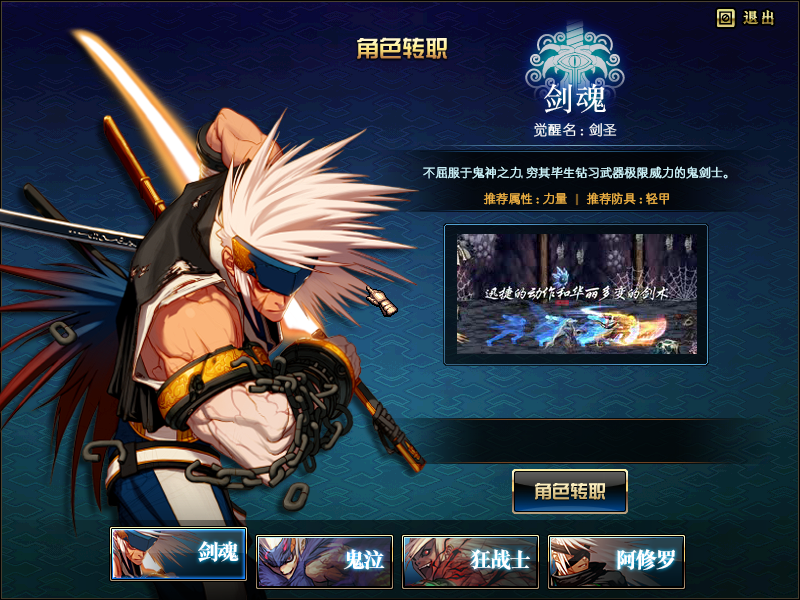 退出
角色转职
剑魂
觉醒名：剑圣
不屈服于鬼神之力，穷其毕生钻习武器极限威力的鬼剑士。
推荐属性：力量 | 推荐防具：轻甲
迅捷的动作和华丽多变的剑术
角色转职
剑魂
鬼泣
狂战士
阿修罗